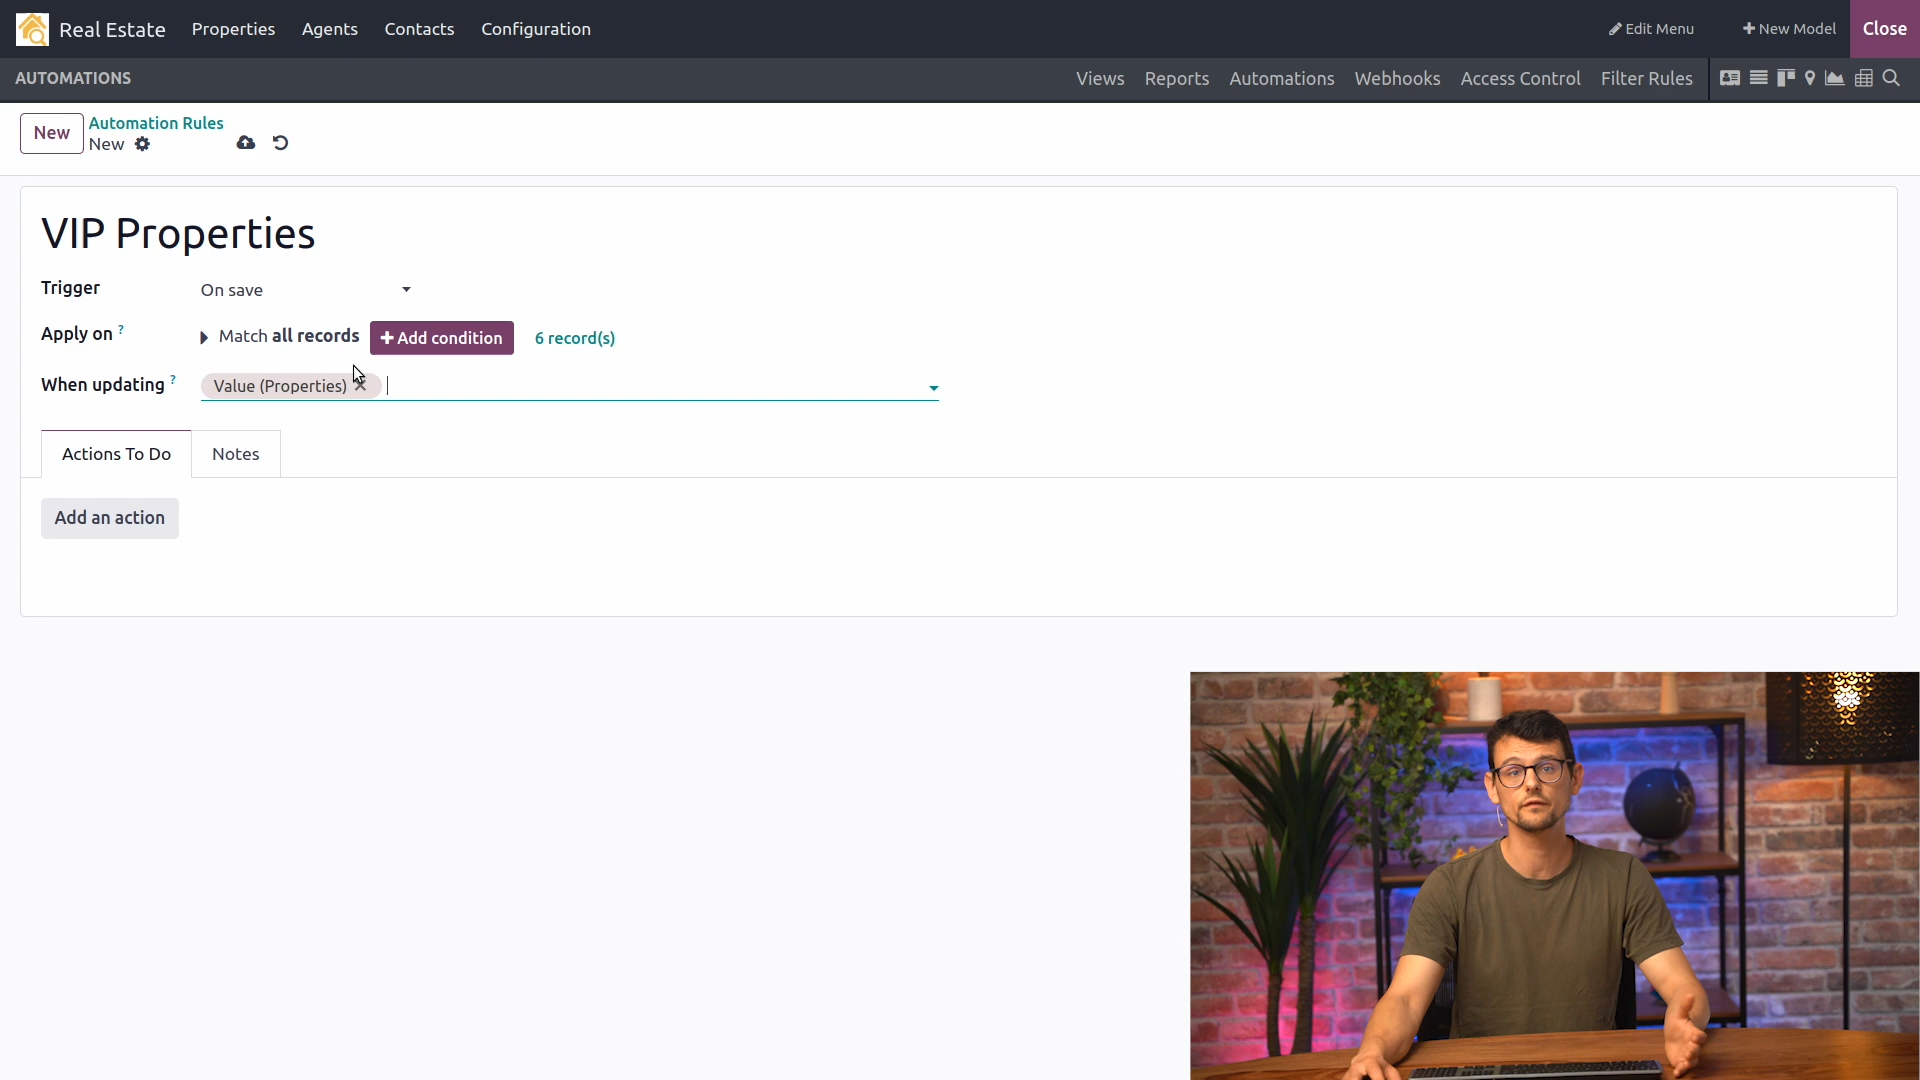 Real Estate Properties Agents Contacts Configuration Edit Menu New Model Close
AUTOMATIONS Views Reports Automations Webhooks Access Control Filter Rules
New Automation Rules
New
VIP Properties
Trigger On save
Apply on ? Match all records Add condition 6 record(s)
When updating ? Value (Properties)
Actions To Do Notes
Add an action